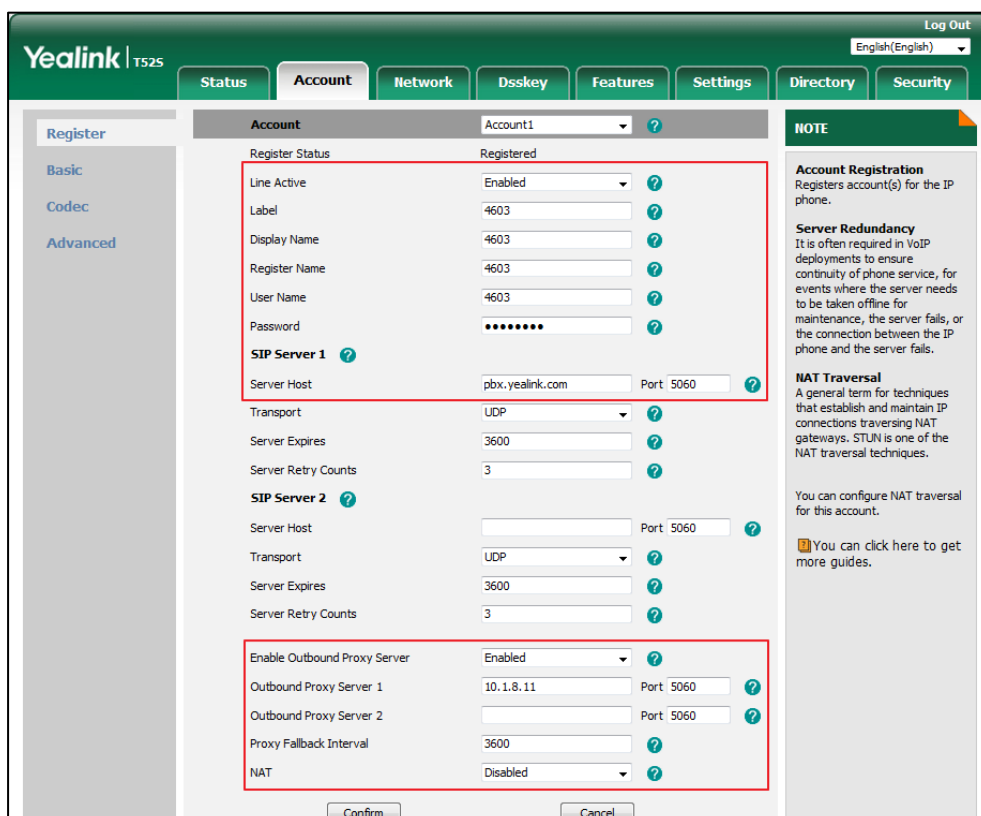 Log Out
Yealink T52S
English(English)
Status Account Network Dsskey Features Settings Directory Security
Register
Basic
Codec
Advanced
Account Account1
Register Status Registered
Line Active Enabled
Label 4603
Display Name 4603
Register Name 4603
User Name 4603
Password ••••••••
SIP Server 1
Server Host pbx.yealink.com Port 5060
Transport UDP
Server Expires 3600
Server Retry Counts 3
SIP Server 2
Server Host Port 5060
Transport UDP
Server Expires 3600
Server Retry Counts 3
Enable Outbound Proxy Server Enabled
Outbound Proxy Server 1 10.1.8.11 Port 5060
Outbound Proxy Server 2 Port 5060
Proxy Fallback Interval 3600
NAT Disabled
Confirm Cancel
NOTE
Account Registration
Registers account(s) for the IP
phone.
Server Redundancy
It is often required in VoIP
deployments to ensure
continuity of phone service, for
events where the server needs
to be taken offline for
maintenance, the server fails, or
the connection between the IP
phone and the server fails.
NAT Traversal
A general term for techniques
that establish and maintain IP
connections traversing NAT
gateways. STUN is one of the
NAT traversal techniques.
You can configure NAT traversal
for this account.
You can click here to get
more guides.